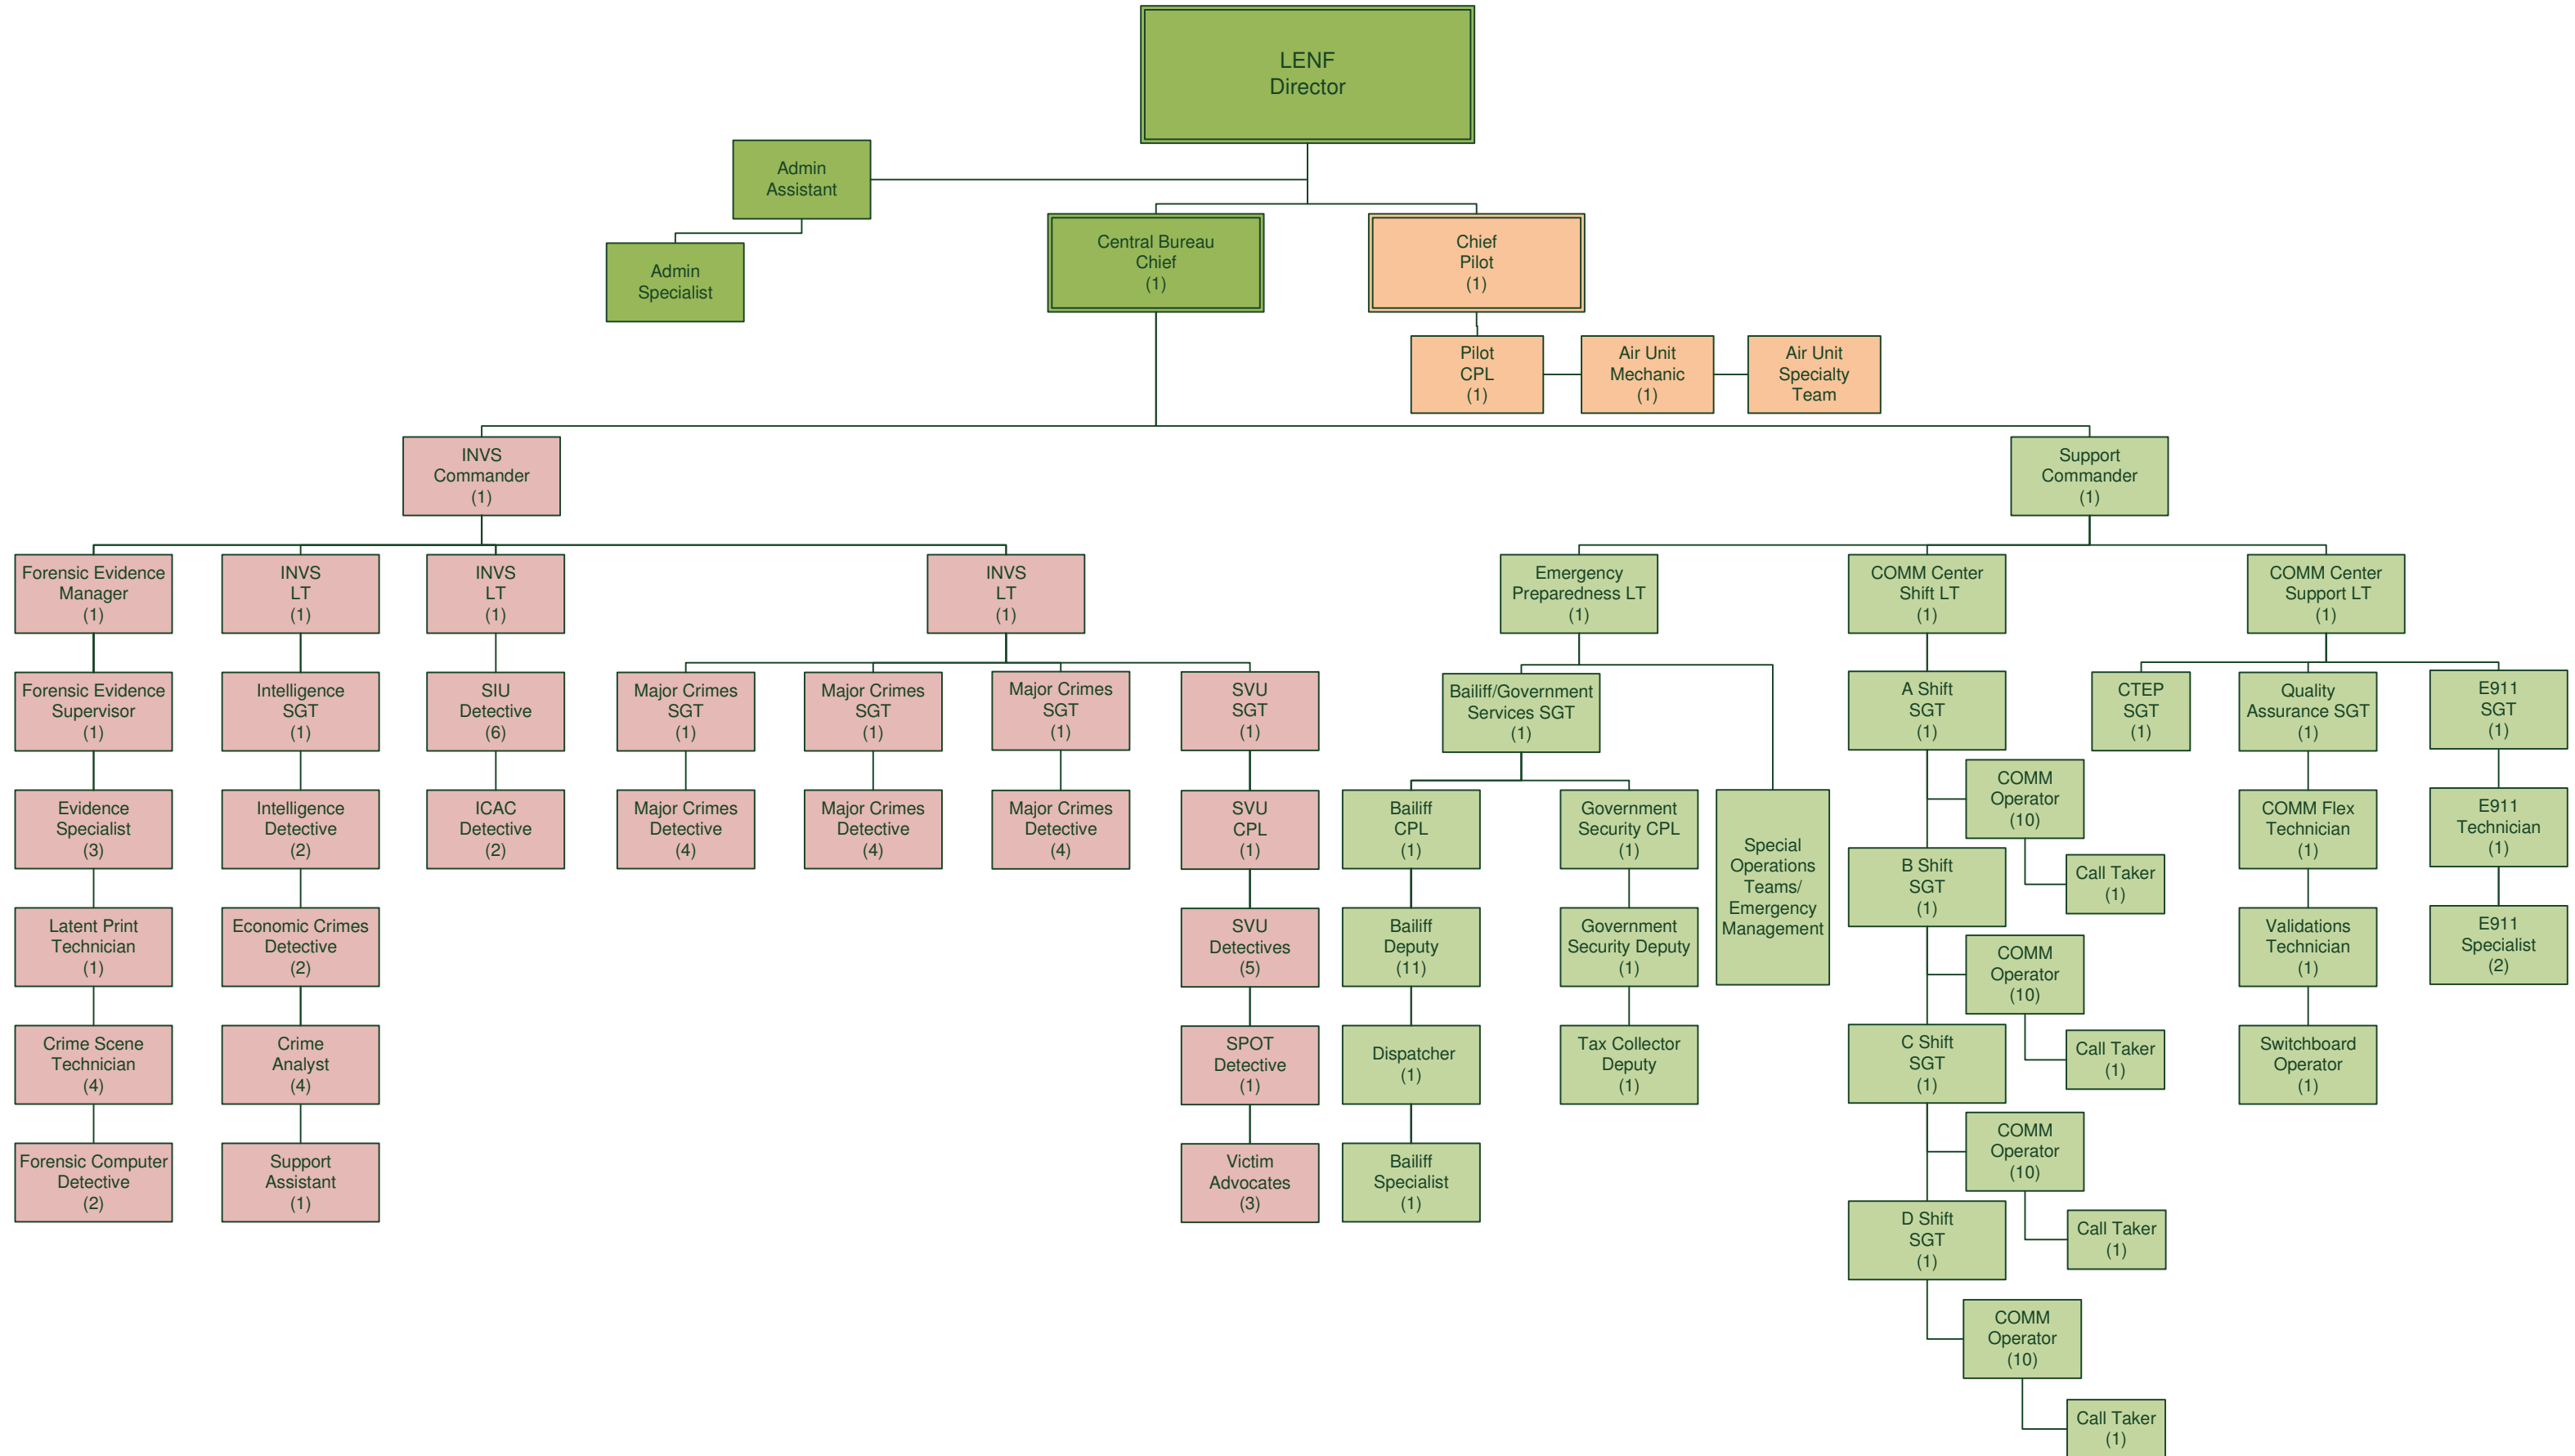 LENF
Director
Admin
Assistant
Admin
Specialist
Central Bureau
Chief
(1)
Chief
Pilot
(1)
Pilot
CPL
(1)
Air Unit
Mechanic
(1)
Air Unit
Specialty
Team
INVS
Commander
(1)
Support
Commander
(1)
Forensic Evidence
Manager
(1)
INVS
LT
(1)
INVS
LT
(1)
INVS
LT
(1)
Emergency
Preparedness LT
(1)
COMM Center
Shift LT
(1)
COMM Center
Support LT
(1)
Forensic Evidence
Supervisor
(1)
Intelligence
SGT
(1)
SIU
Detective
(6)
Major Crimes
SGT
(1)
Major Crimes
SGT
(1)
Major Crimes
SGT
(1)
SVU
SGT
(1)
Bailiff/Government
Services SGT
(1)
A Shift
SGT
(1)
CTEP
SGT
(1)
Quality
Assurance SGT
(1)
E911
SGT
(1)
Evidence
Specialist
(3)
Intelligence
Detective
(2)
ICAC
Detective
(2)
Major Crimes
Detective
(4)
Major Crimes
Detective
(4)
Major Crimes
Detective
(4)
SVU
CPL
(1)
Bailiff
CPL
(1)
Government
Security CPL
(1)
Special
Operations
Teams/
Emergency
Management
COMM
Operator
(10)
Call Taker
(1)
COMM Flex
Technician
(1)
E911
Technician
(1)
Latent Print
Technician
(1)
Economic Crimes
Detective
(2)
SVU
Detectives
(5)
Bailiff
Deputy
(11)
Government
Security Deputy
(1)
B Shift
SGT
(1)
COMM
Operator
(10)
Call Taker
(1)
Validations
Technician
(1)
E911
Specialist
(2)
Crime Scene
Technician
(4)
Crime
Analyst
(4)
SPOT
Detective
(1)
Dispatcher
(1)
Tax Collector
Deputy
(1)
C Shift
SGT
(1)
COMM
Operator
(10)
Call Taker
(1)
Switchboard
Operator
(1)
Forensic Computer
Detective
(2)
Support
Assistant
(1)
Victim
Advocates
(3)
Bailiff
Specialist
(1)
D Shift
SGT
(1)
COMM
Operator
(10)
Call Taker
(1)